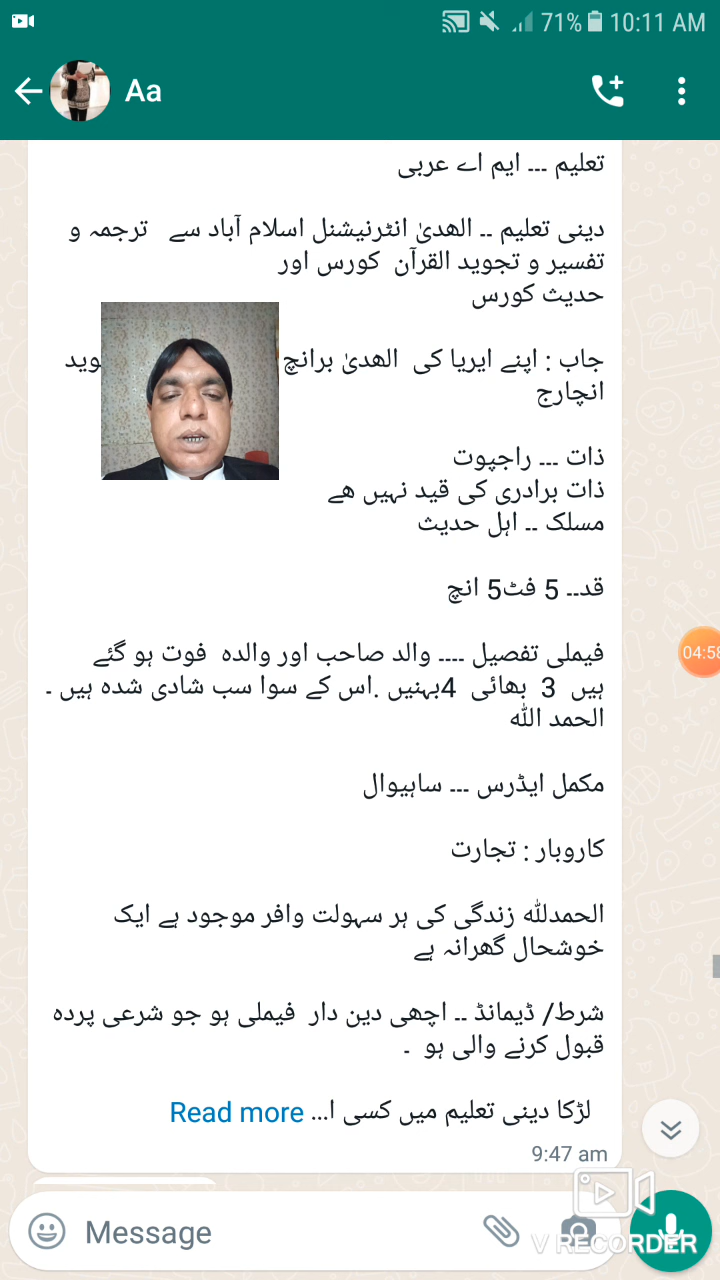 71% 10:11 AM
Aa
تعلیم ... ایم اے عربی
دینی تعلیم .. الھدیٰ انٹرنیشنل اسلام آباد سے ترجمہ و
تفسیر و تجوید القرآن کورس اور
حدیث کورس
جاب : اپنے ایریا کی الھدیٰ برانچ
انچارج
ذات ... راجپوت
ذات برادری کی قید نہیں ھے
مسلک .. اہل حدیث
قد.. 5 فٹ5 انچ
فیملی تفصیل .... والد صاحب اور والدہ فوت ہو گئے
ہیں 3 بھائی 4بہنیں .اس کے سوا سب شادی شدہ ہیں ۔
الحمد اللّٰہ
مکمل ایڈرس ... ساہیوال
کاروبار : تجارت
الحمدللّٰہ زندگی کی ہر سہولت وافر موجود ہے ایک
خوشحال گھرانہ ہے
شرط/ ڈیمانڈ .. اچھی دین دار فیملی ہو جو شرعی پردہ
قبول کرنے والی ہو ۔
لڑکا دینی تعلیم میں کسی ا... Read more
9:47 am
04:58
Message
V RECORDER